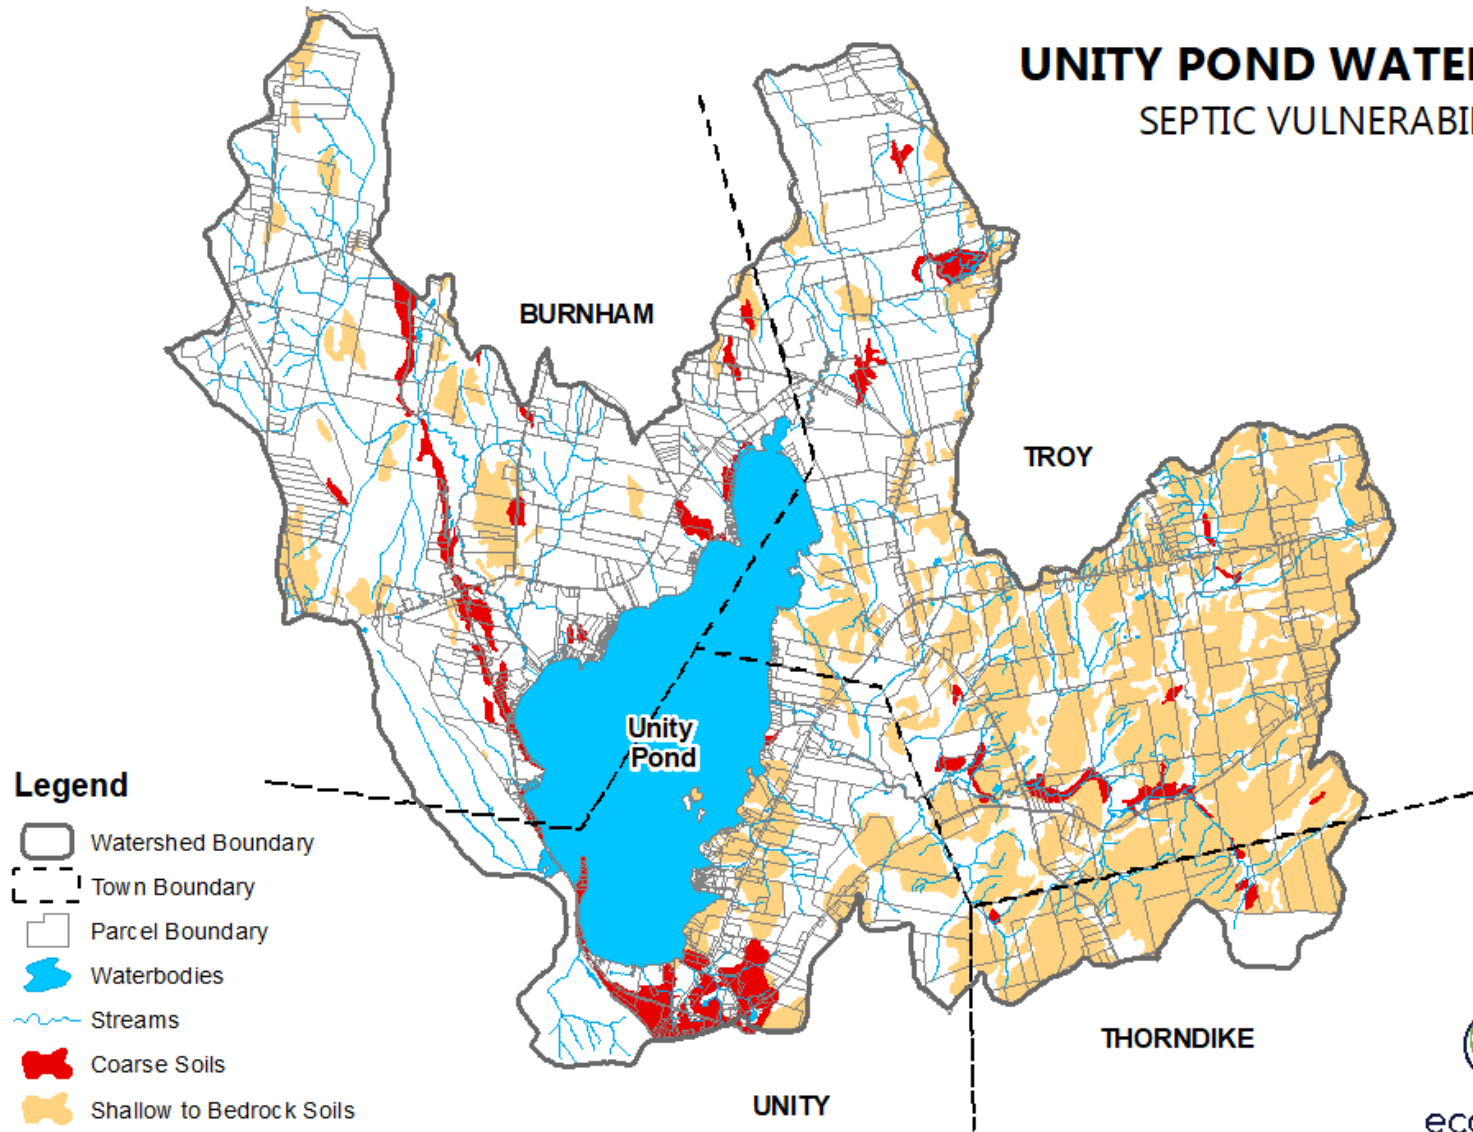 UNITY POND WATE
SEPTIC VULNERABI
BURNHAM
TROY
Unity
Pond
Legend
Watershed Boundary
Town Boundary
Parcel Boundary
Waterbodies
Streams
Coarse Soils
Shallow to Bedrock Soils
THORNDIKE
UNITY
eco